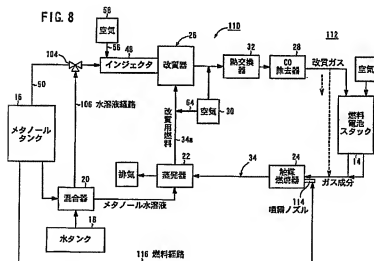 FIG. 8
58
空気
56
104
46
インジェクタ
26
改質器
110
32
熱交換器
28
CO除去器
112
改質ガス
空気
50
106 水溶液経路
64
空気
30
改質用燃料
34a
16
メタノールタンク
燃料電池スタック
14
34
24
触媒燃焼器
ガス成分
114
噴霧ノズル
排気
22
蒸発器
20
混合器
メタノール水溶液
18
水タンク
116 燃料経路